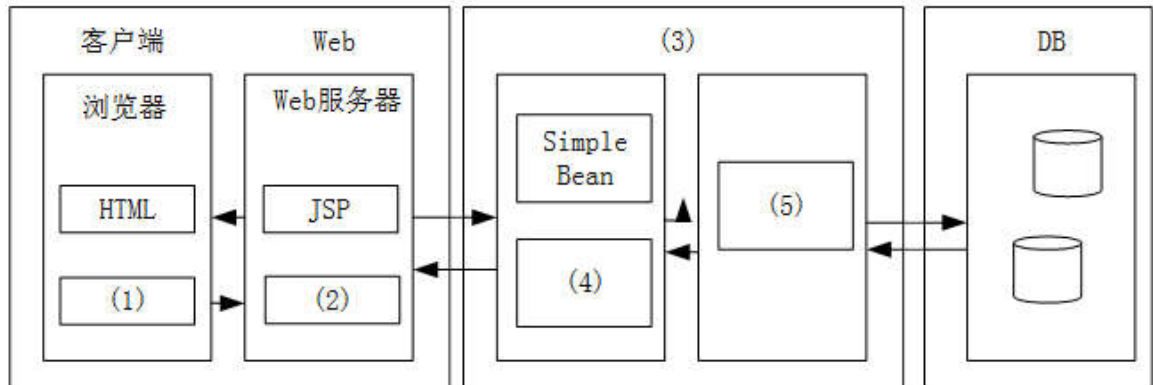 客户端
Web
(3)
DB
浏览器
Web服务器
Simple
Bean
HTML
JSP
(5)
(4)
(1)
(2)